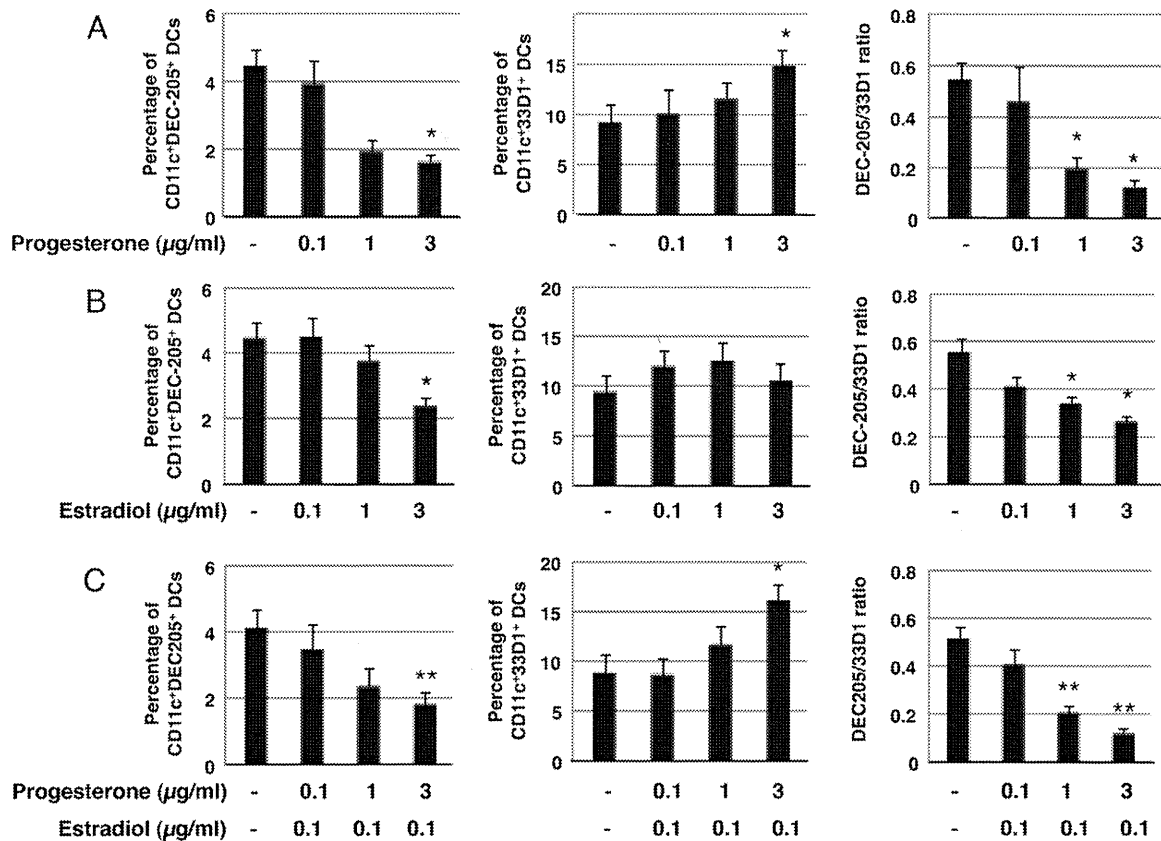 A
Percentage of
CD11c⁺DEC-205⁺ DCs
6
4
2
0
*
Percentage of
CD11c⁺33D1⁺ DCs
15
10
5
0
*
DEC-205/33D1 ratio
0.8
0.6
0.4
0.2
0
*
*
Progesterone (µg/ml) - 0.1 1 3 - 0.1 1 3 - 0.1 1 3
B
Percentage of
CD11c⁺DEC-205⁺ DCs
6
4
2
0
*
Percentage of
CD11c⁺33D1⁺ DCs
20
15
10
5
0
DEC-205/33D1 ratio
0.8
0.6
0.4
0.2
0
*
*
Estradiol (µg/ml) - 0.1 1 3 - 0.1 1 3 - 0.1 1 3
C
Percentage of
CD11c⁺DEC205⁺ DCs
6
4
2
0
**
Percentage of
CD11c⁺33D1⁺ DCs
20
15
10
5
0
*
DEC205/33D1 ratio
0.8
0.6
0.4
0.2
0
**
**
Progesterone (µg/ml) - 0.1 1 3 - 0.1 1 3 - 0.1 1 3
Estradiol (µg/ml) - 0.1 0.1 0.1 - 0.1 0.1 0.1 - 0.1 0.1 0.1